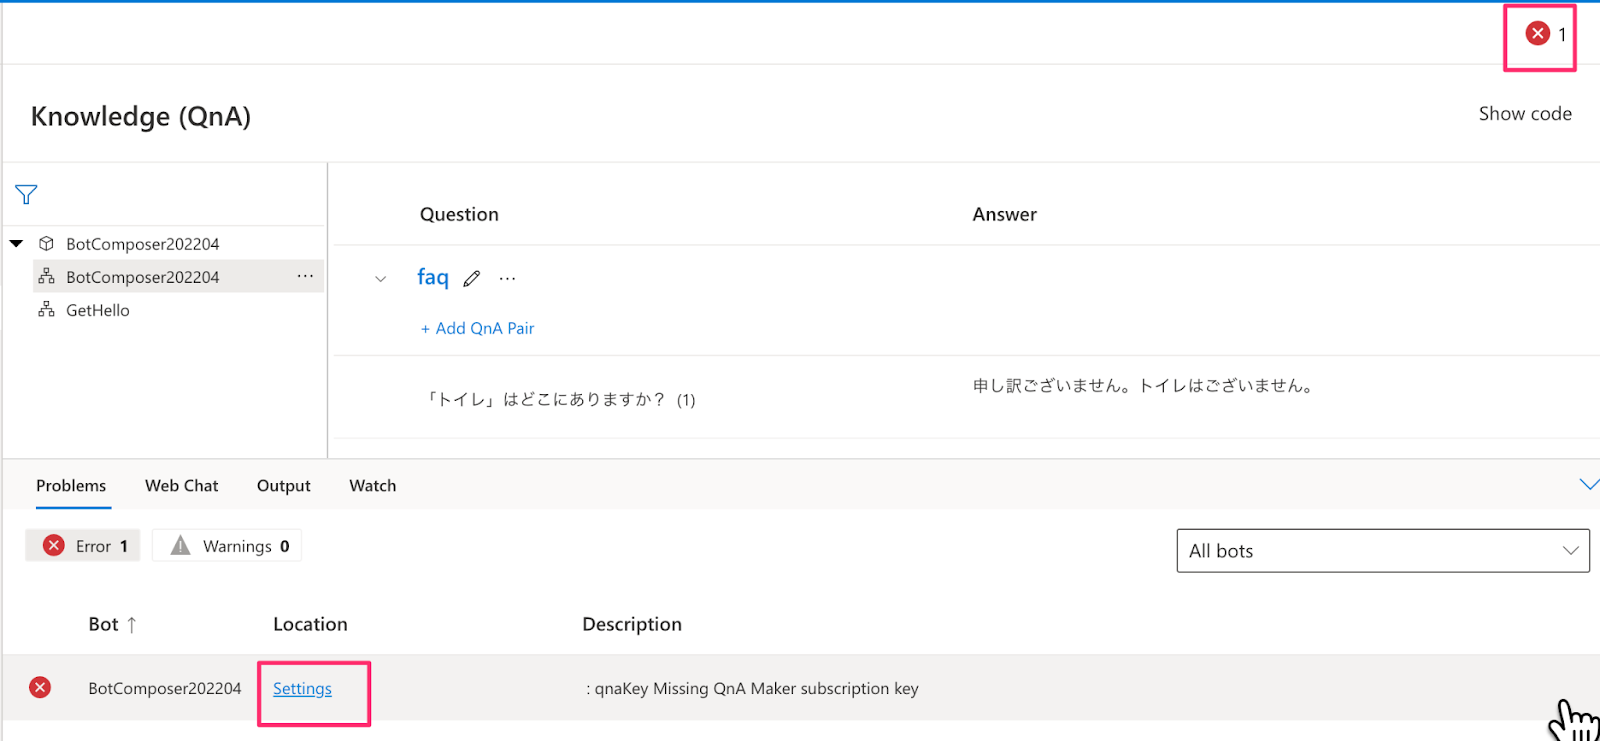 1
Knowledge (QnA)
Show code
BotComposer202204
BotComposer202204 ...
GetHello
Question Answer
faq ...
+ Add QnA Pair
「トイレ」はどこにありますか？ (1)
申し訳ございません。トイレはございません。
Problems Web Chat Output Watch
Error 1 Warnings 0
All bots
Bot ↑ Location Description
BotComposer202204 Settings : qnaKey Missing QnA Maker subscription key